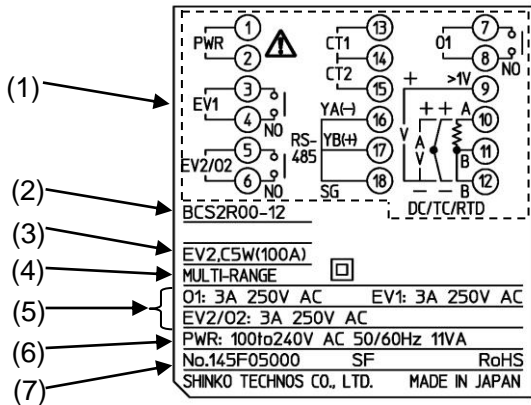 (1)
(2)
(3)
(4)
(5)
(6)
(7)
PWR 1 2
EV1 3 4 NO
EV2/O2 5 6 NO
CT1 13 14
CT2 15
RS-485
YA(−) 16
YB(+) 17
SG 18
O1 7 8 NO
+ >1V 9
V
+ + A 10
A V B 11
− − B 12
DC/TC/RTD
BCS2R00-12
EV2,C5W(100A)
MULTI-RANGE
O1: 3A 250V AC EV1: 3A 250V AC
EV2/O2: 3A 250V AC
PWR: 100to240V AC 50/60Hz 11VA
No.145F05000 SF RoHS
SHINKO TECHNOS CO., LTD. MADE IN JAPAN